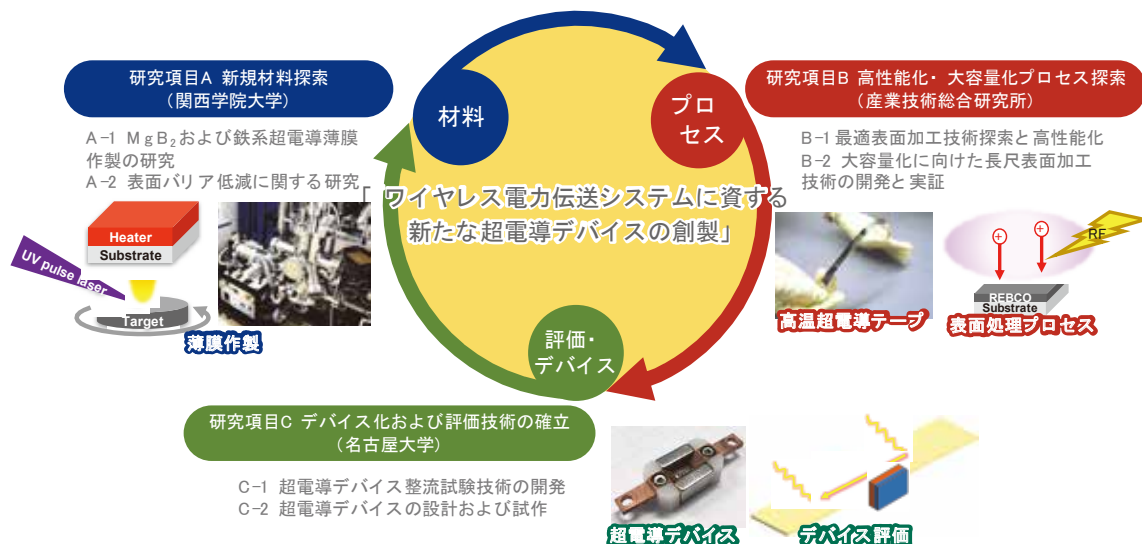 研究項目A 新規材料探索
（関西学院大学）
A-1 MgB₂および鉄系超電導薄膜
作製の研究
A-2 表面バリア低減に関する研究
Heater
Substrate
UV pulse laser
Target
薄膜作製
材料
プロ
セス
評価・
デバイス
「ワイヤレス電力伝送システムに資する
新たな超電導デバイスの創製」
研究項目B 高性能化・大容量化プロセス探索
（産業技術総合研究所）
B-1 最適表面加工技術探索と高性能化
B-2 大容量化に向けた長尺表面加工
技術の開発と実証
高温超電導テープ
RF
+
+
REBCO
Substrate
表面処理プロセス
研究項目C デバイス化および評価技術の確立
（名古屋大学）
C-1 超電導デバイス整流試験技術の開発
C-2 超電導デバイスの設計および試作
超電導デバイス
デバイス評価